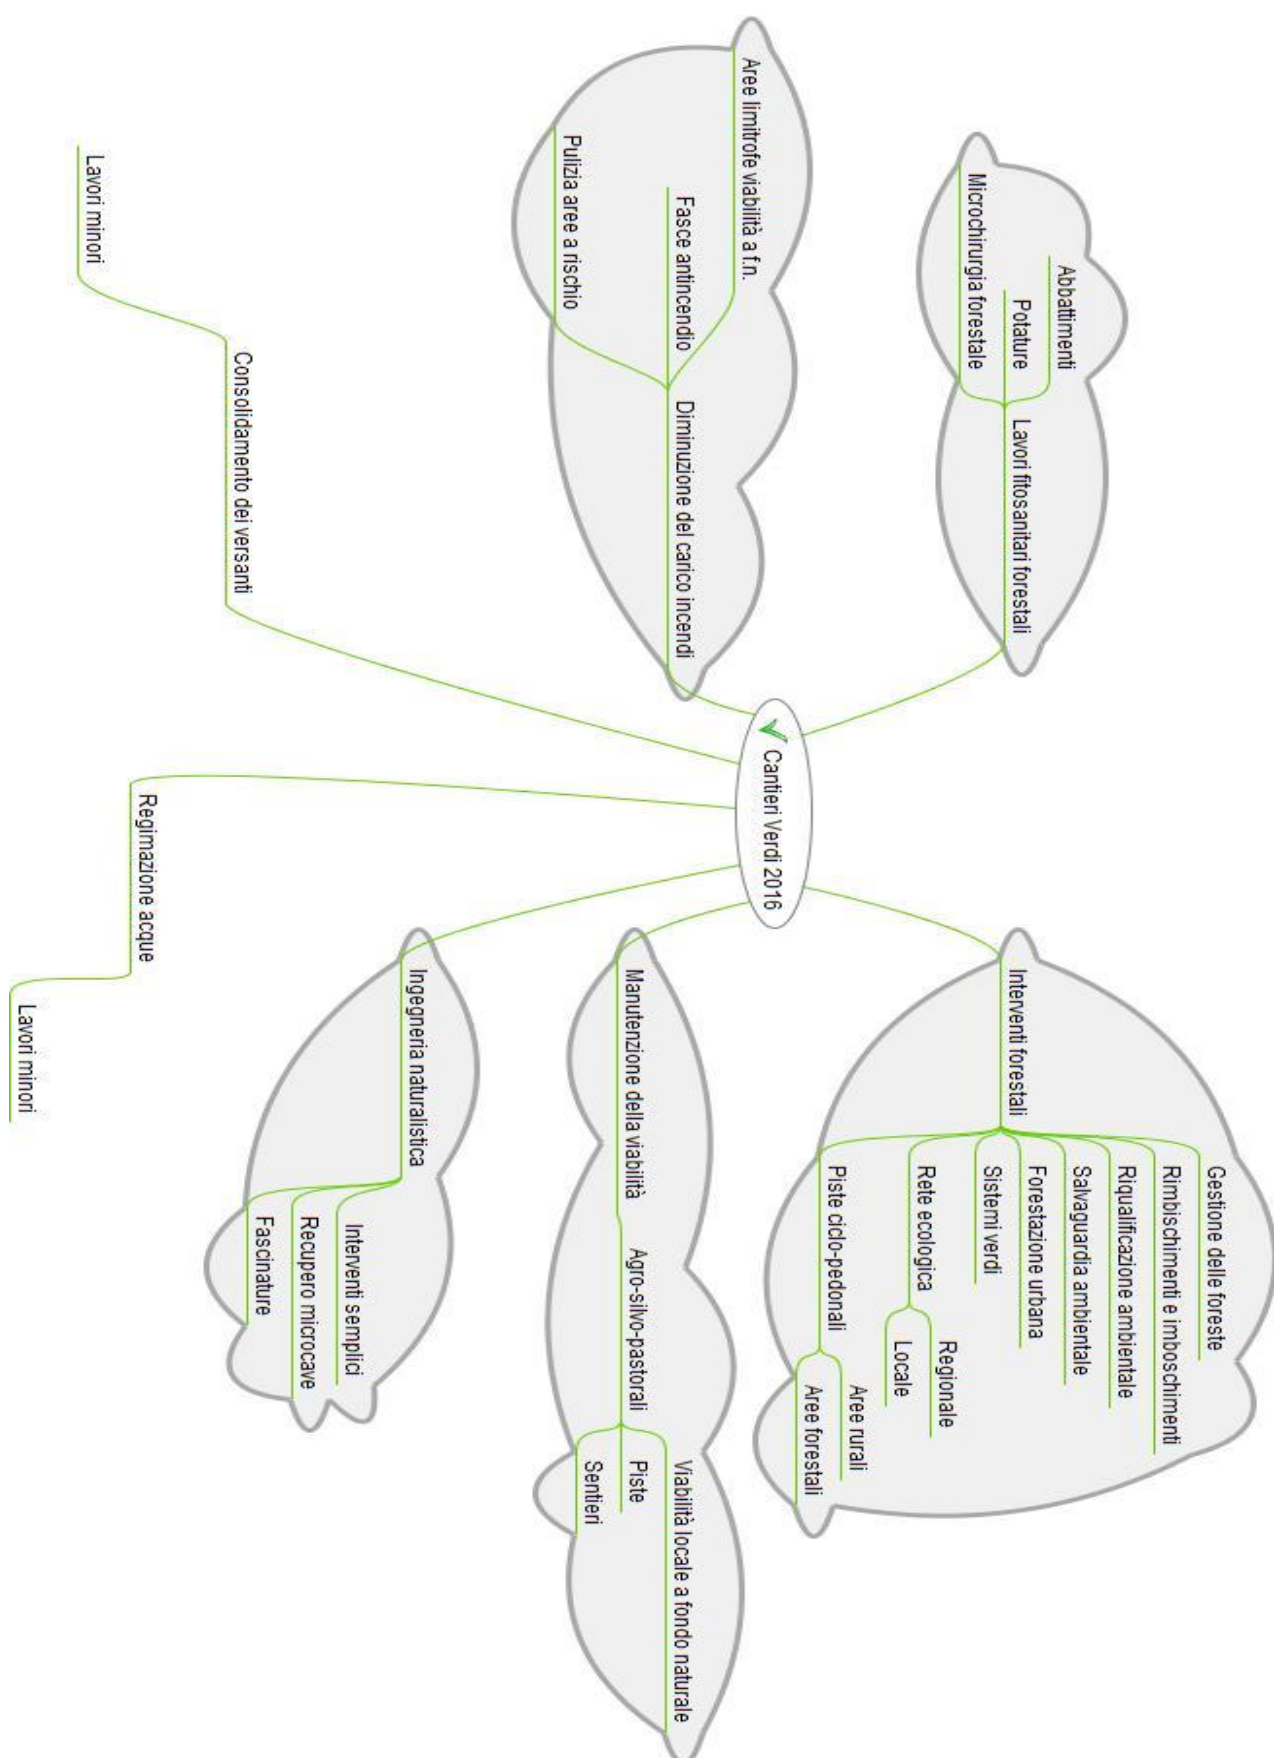 Cantieri Verdi 2016
Interventi forestali
Gestione delle foreste
Rimbischimenti e imboschimenti
Riqualificazione ambientale
Salvaguardia ambientale
Forestazione urbana
Sistemi verdi
Rete ecologica
Regionale
Locale
Piste ciclo-pedonali
Aree rurali
Aree forestali
Manutenzione della viabilità
Agro-silvo-pastorali
Viabilità locale a fondo naturale
Piste
Sentieri
Ingegneria naturalistica
Interventi semplici
Recupero microcave
Fascinature
Regimazione acque
Lavori minori
Lavori fitosanitari forestali
Abbattimenti
Potature
Microchirurgia forestale
Diminuzione del carico incendi
Aree limitrofe viabilità a f.n.
Fasce antincendio
Pulizia aree a rischio
Consolidamento dei versanti
Lavori minori